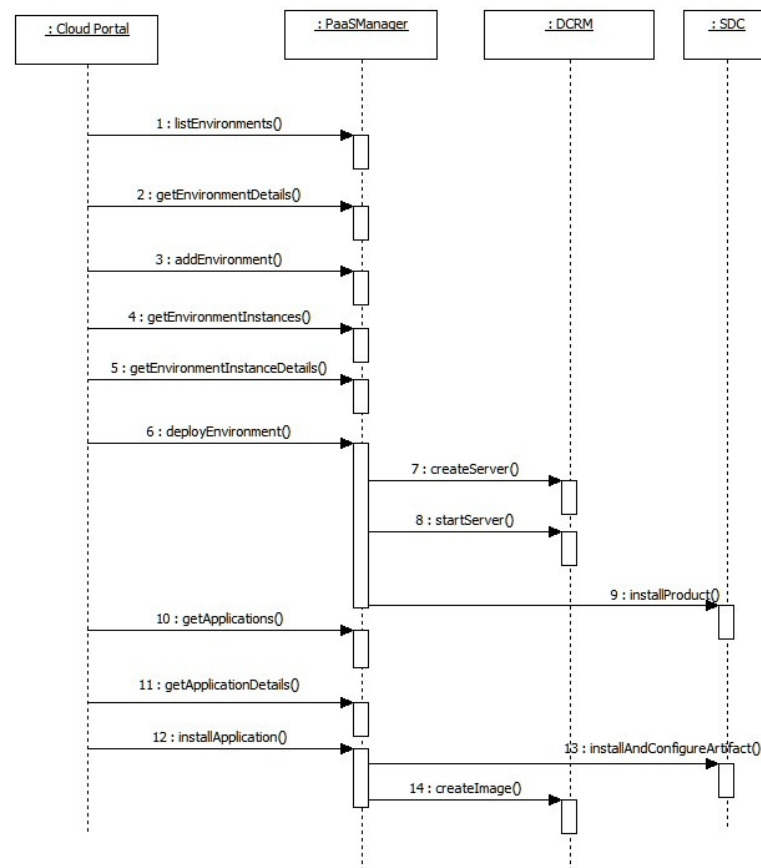 : Cloud Portal
: PaaSManager
: DCRM
: SDC
1 : listEnvironments()
2 : getEnvironmentDetails()
3 : addEnvironment()
4 : getEnvironmentInstances()
5 : getEnvironmentInstanceDetails()
6 : deployEnvironment()
7 : createServer()
8 : startServer()
9 : installProduct()
10 : getApplications()
11 : getApplicationDetails()
12 : installApplication()
13 : installAndConfigureArtifact()
14 : createImage()